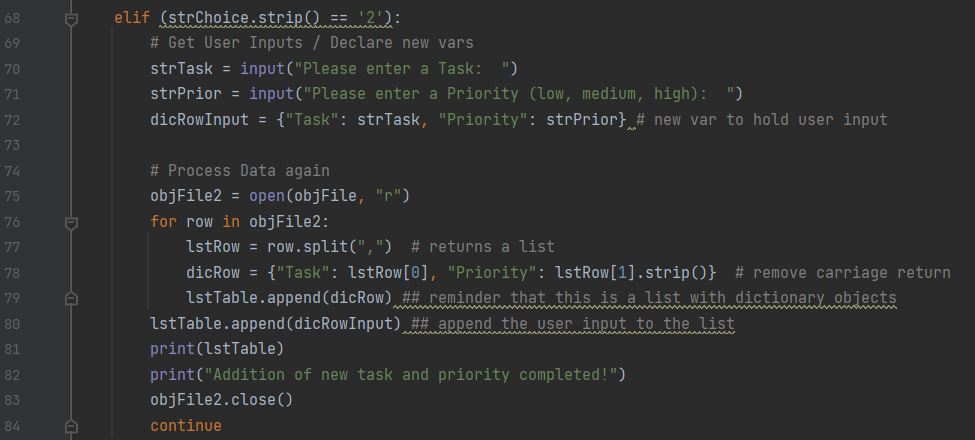 68 elif (strChoice.strip() == '2'):
69 # Get User Inputs / Declare new vars
70 strTask = input("Please enter a Task:  ")
71 strPrior = input("Please enter a Priority (low, medium, high):  ")
72 dicRowInput = {"Task": strTask, "Priority": strPrior} # new var to hold user input
73
74 # Process Data again
75 objFile2 = open(objFile, "r")
76 for row in objFile2:
77 lstRow = row.split(",")  # returns a list
78 dicRow = {"Task": lstRow[0], "Priority": lstRow[1].strip()}  # remove carriage return
79 lstTable.append(dicRow) ## reminder that this is a list with dictionary objects
80 lstTable.append(dicRowInput) ## append the user input to the list
81 print(lstTable)
82 print("Addition of new task and priority completed!")
83 objFile2.close()
84 continue